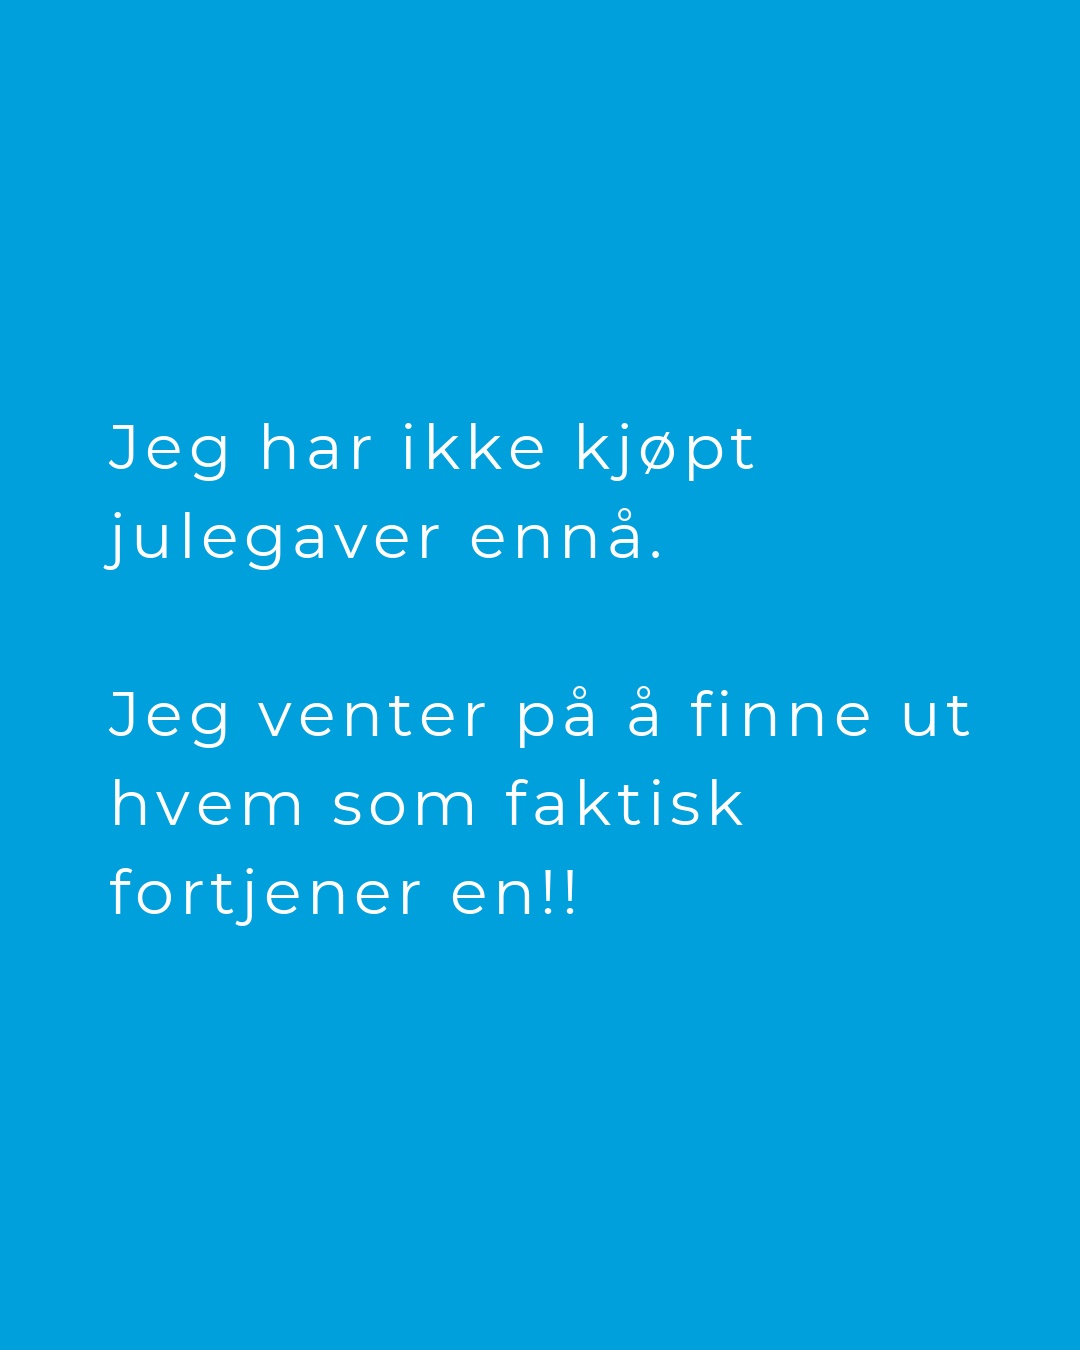 Jeg har ikke kjøpt
julegaver ennå.
Jeg venter på å finne ut
hvem som faktisk
fortjener en!!